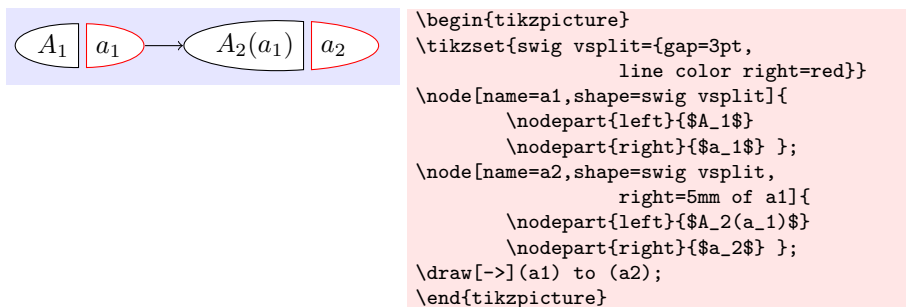 A₁ a₁ A₂(a₁) a₂
\begin{tikzpicture}
\tikzset{swig vsplit={gap=3pt,
line color right=red}}
\node[name=a1,shape=swig vsplit]{
\nodepart{left}{$A_1$}
\nodepart{right}{$a_1$} };
\node[name=a2,shape=swig vsplit,
right=5mm of a1]{
\nodepart{left}{$A_2(a_1)$}
\nodepart{right}{$a_2$} };
\draw[->](a1) to (a2);
\end{tikzpicture}